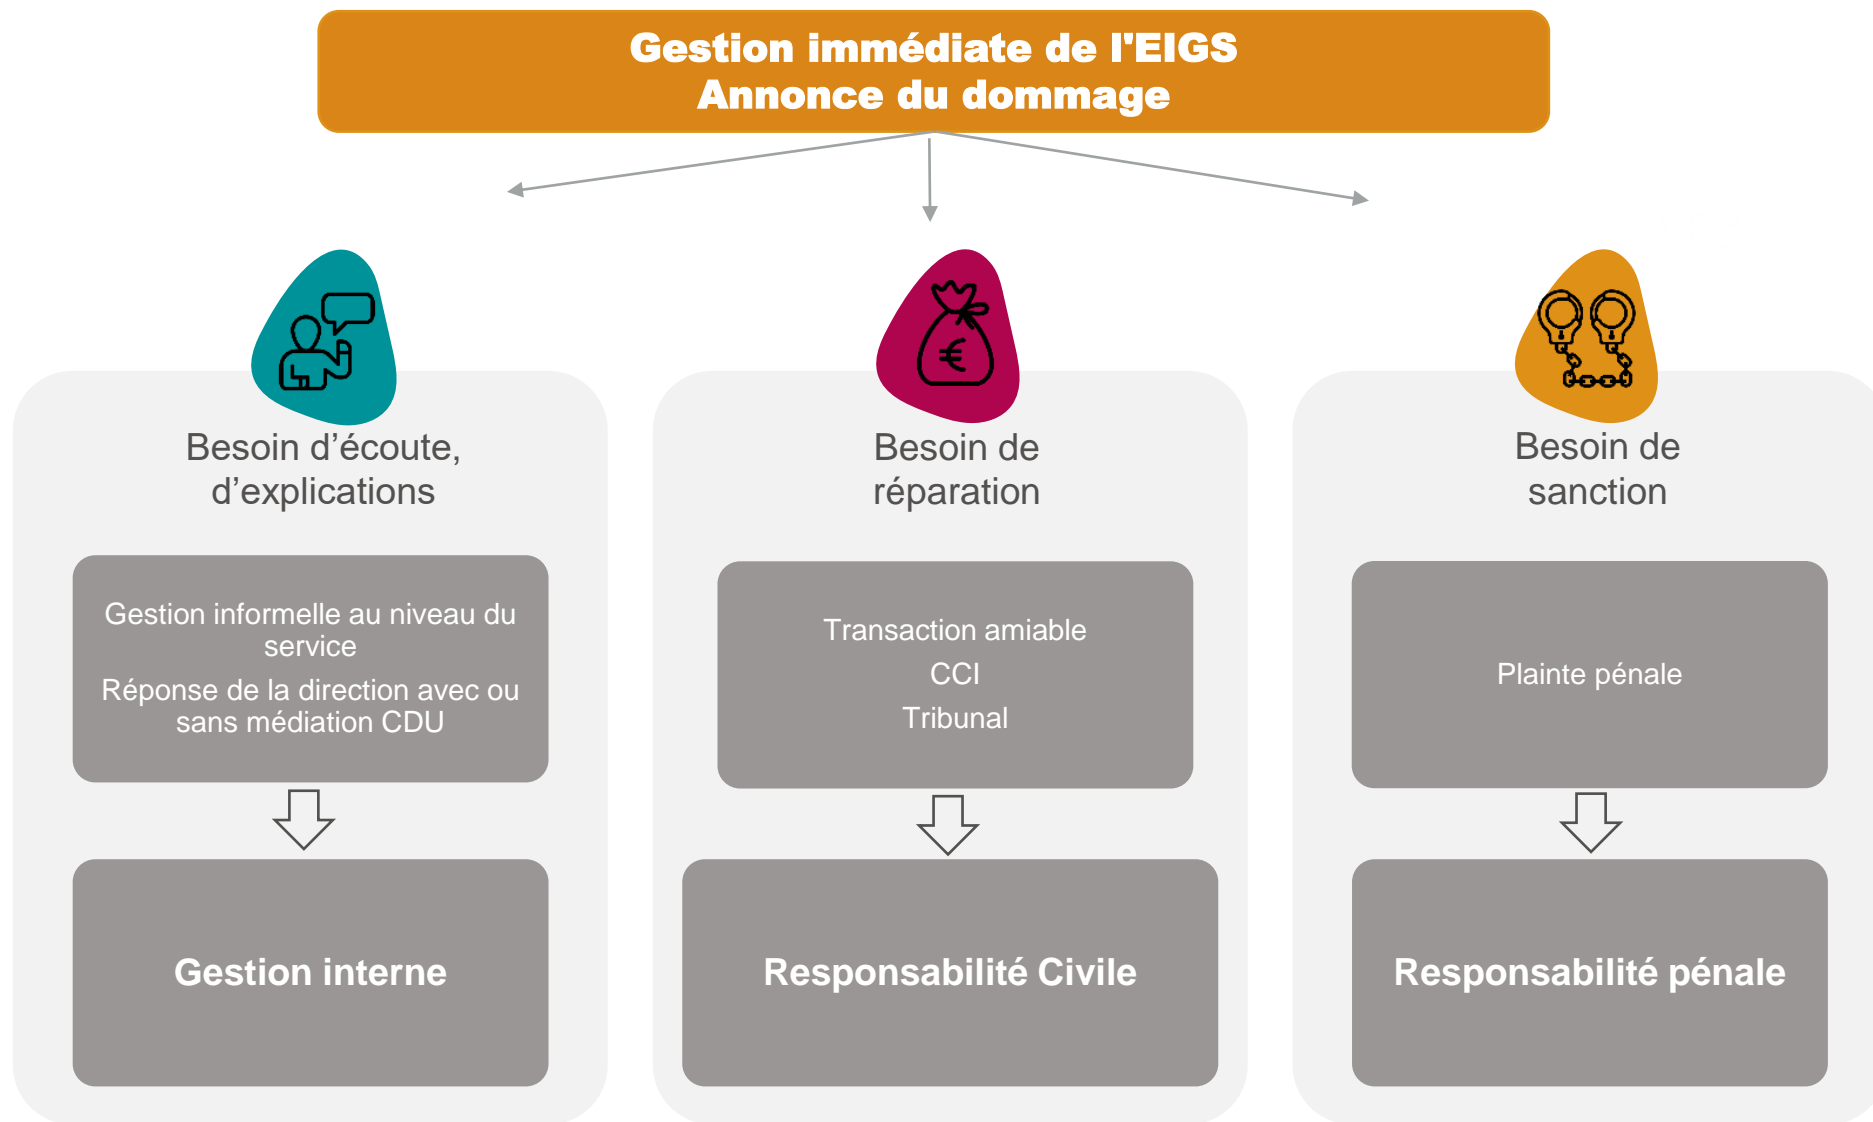 Gestion immédiate de l'EIGS
Annonce du dommage
Besoin d’écoute,
d’explications
Gestion informelle au niveau du
service
Réponse de la direction avec ou
sans médiation CDU
Gestion interne
€
Besoin de
réparation
Transaction amiable
CCI
Tribunal
Responsabilité Civile
Besoin de
sanction
Plainte pénale
Responsabilité pénale